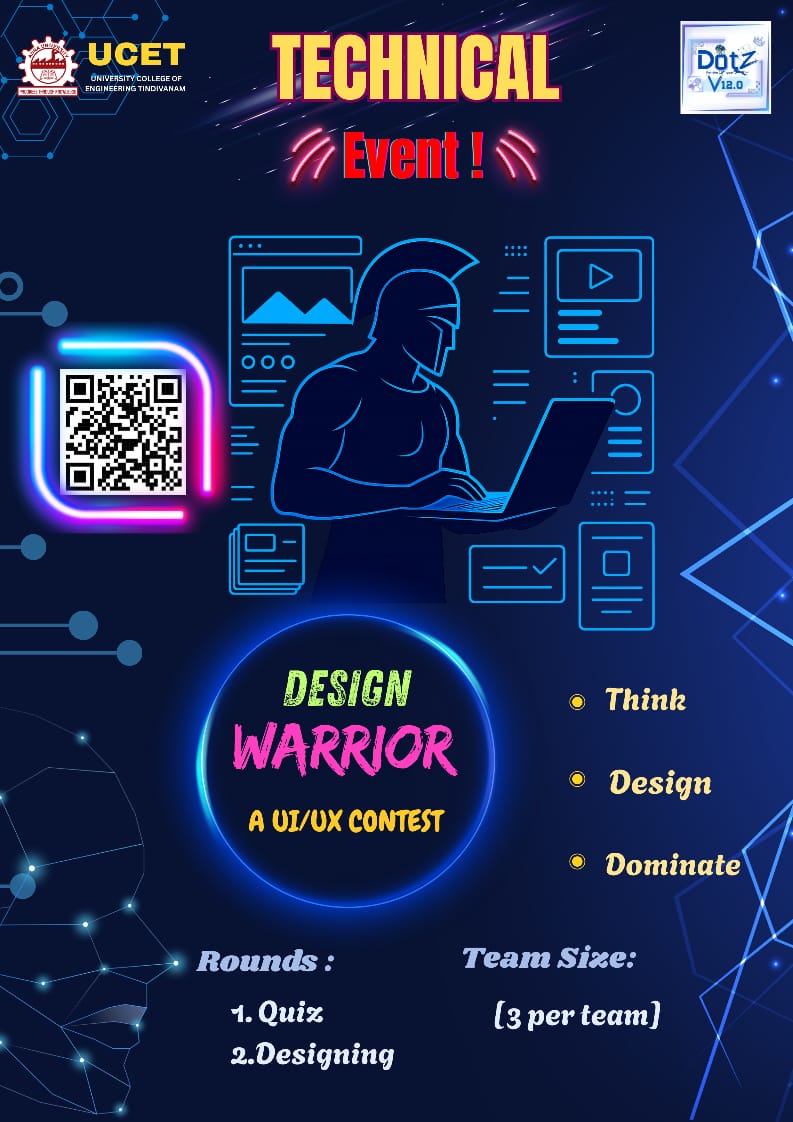 UCET
UNIVERSITY COLLEGE OF
ENGINEERING TINDIVANAM
TECHNICAL
Event !
DotZ
V12.0
DESIGN
WARRIOR
A UI/UX CONTEST
Think
Design
Dominate
Rounds :
1. Quiz
2.Designing
Team Size:
(3 per team)